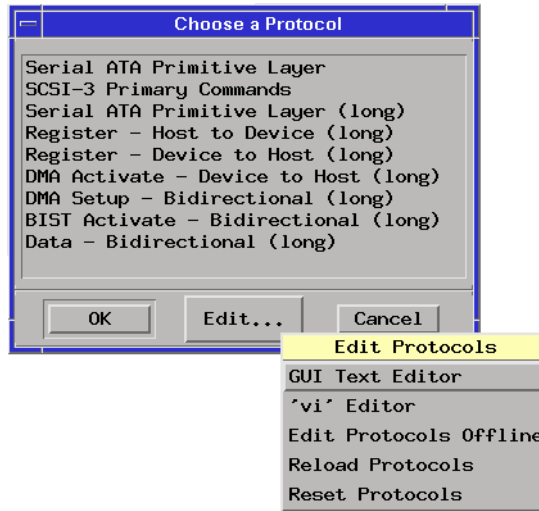 Choose a Protocol
Serial ATA Primitive Layer
SCSI-3 Primary Commands
Serial ATA Primitive Layer (long)
Register - Host to Device (long)
Register - Device to Host (long)
DMA Activate - Device to Host (long)
DMA Setup - Bidirectional (long)
BIST Activate - Bidirectional (long)
Data - Bidirectional (long)
OK Edit... Cancel
Edit Protocols
GUI Text Editor
'vi' Editor
Edit Protocols Offline
Reload Protocols
Reset Protocols